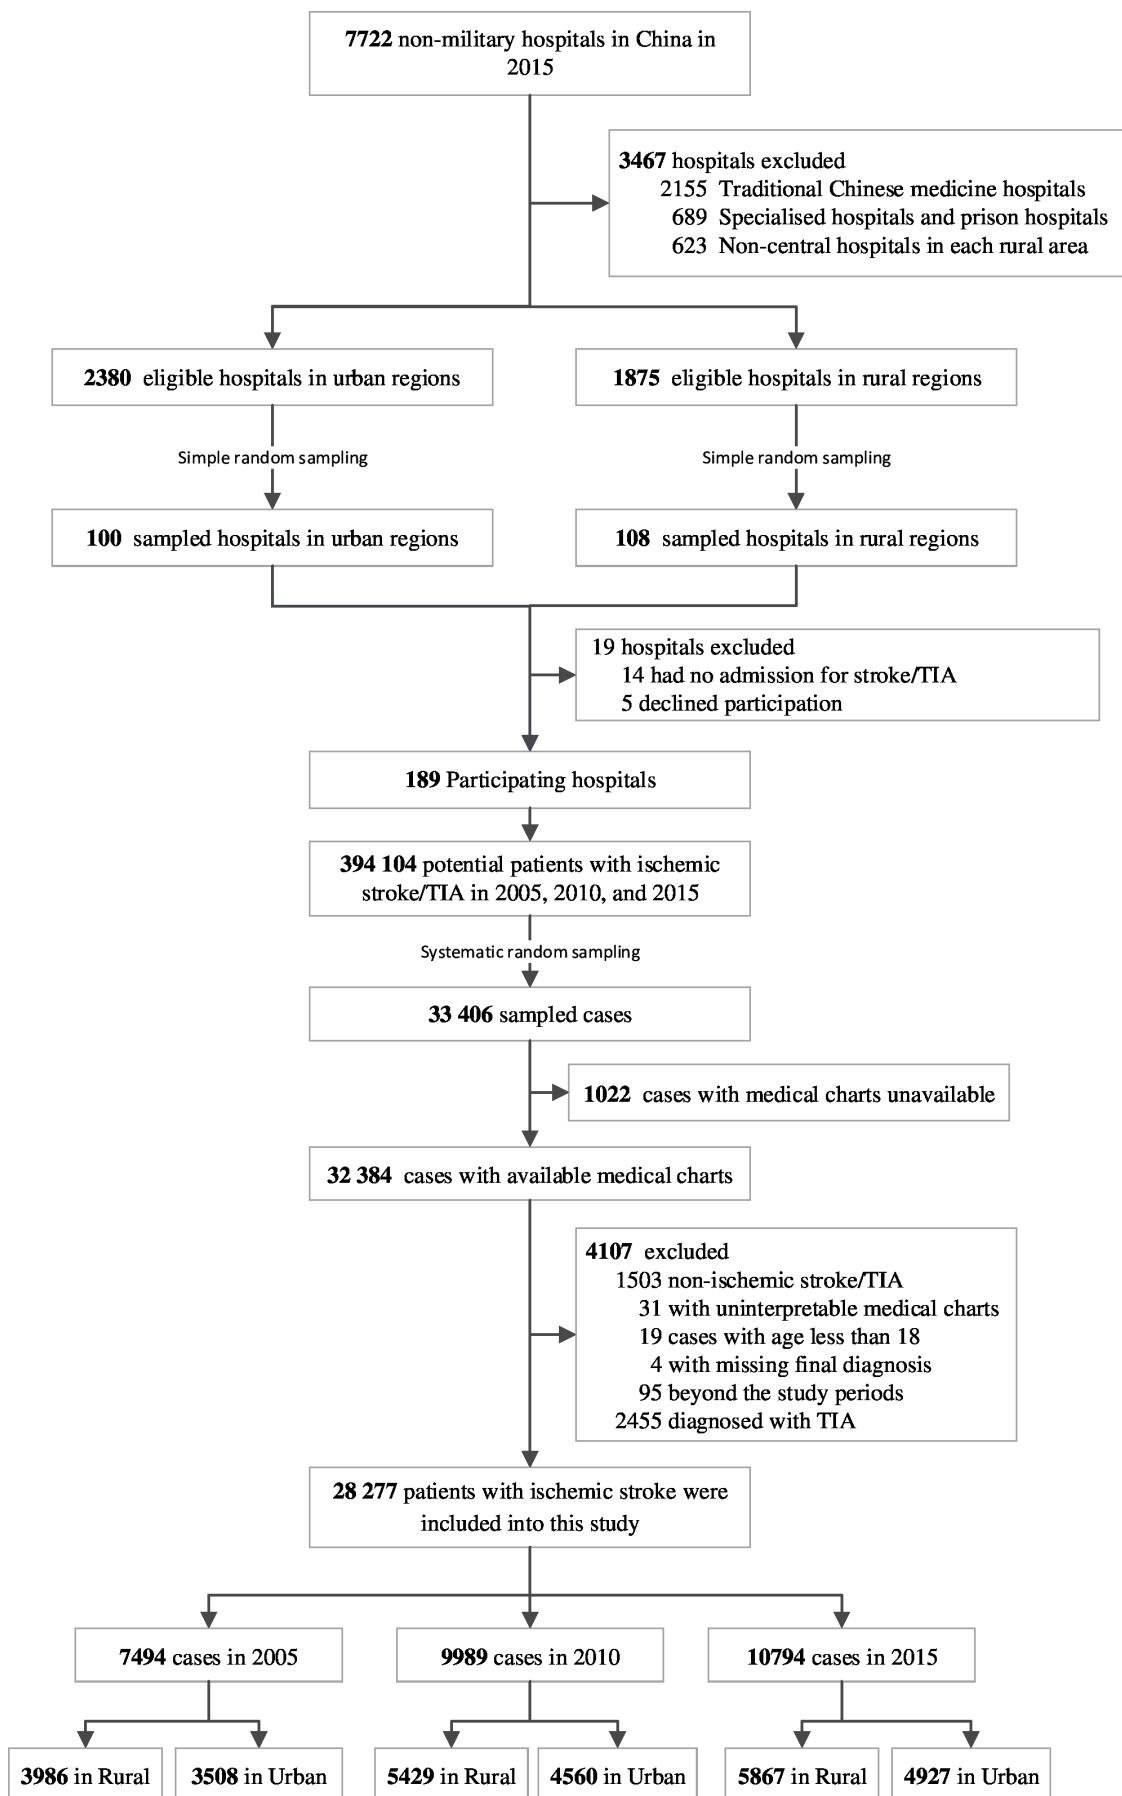 7722 non-military hospitals in China in
2015
3467 hospitals excluded
2155 Traditional Chinese medicine hospitals
689 Specialised hospitals and prison hospitals
623 Non-central hospitals in each rural area
2380 eligible hospitals in urban regions
1875 eligible hospitals in rural regions
Simple random sampling
Simple random sampling
100 sampled hospitals in urban regions
108 sampled hospitals in rural regions
19 hospitals excluded
14 had no admission for stroke/TIA
5 declined participation
189 Participating hospitals
394 104 potential patients with ischemic
stroke/TIA in 2005, 2010, and 2015
Systematic random sampling
33 406 sampled cases
1022 cases with medical charts unavailable
32 384 cases with available medical charts
4107 excluded
1503 non-ischemic stroke/TIA
31 with uninterpretable medical charts
19 cases with age less than 18
4 with missing final diagnosis
95 beyond the study periods
2455 diagnosed with TIA
28 277 patients with ischemic stroke were
included into this study
7494 cases in 2005
9989 cases in 2010
10794 cases in 2015
3986 in Rural
3508 in Urban
5429 in Rural
4560 in Urban
5867 in Rural
4927 in Urban